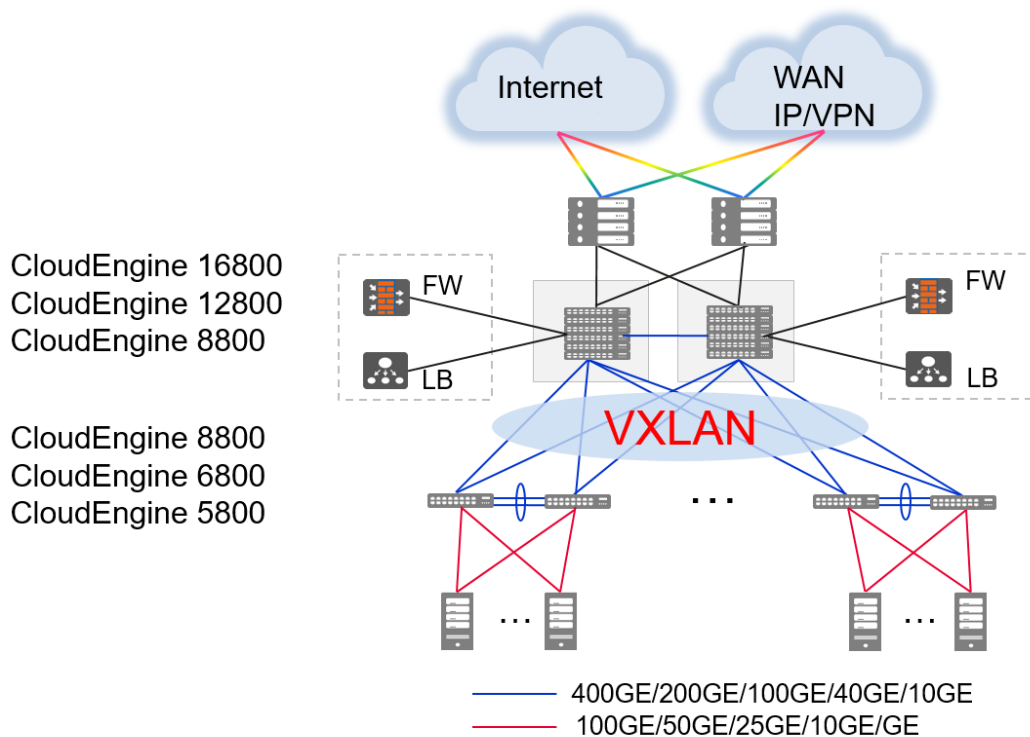 Internet
WAN
IP/VPN
CloudEngine 16800
CloudEngine 12800
CloudEngine 8800
FW
LB
FW
LB
VXLAN
CloudEngine 8800
CloudEngine 6800
CloudEngine 5800
...
... ...
400GE/200GE/100GE/40GE/10GE
100GE/50GE/25GE/10GE/GE